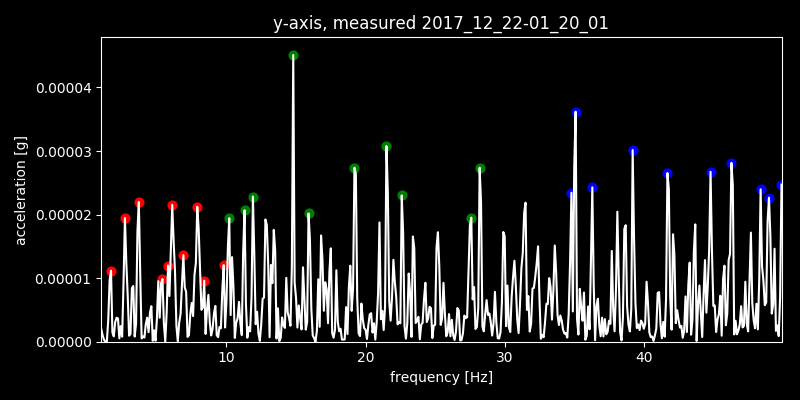 y-axis, measured 2017_12_22-01_20_01
acceleration [g]
0.00004
0.00003
0.00002
0.00001
0.00000
10 20 30 40
frequency [Hz]